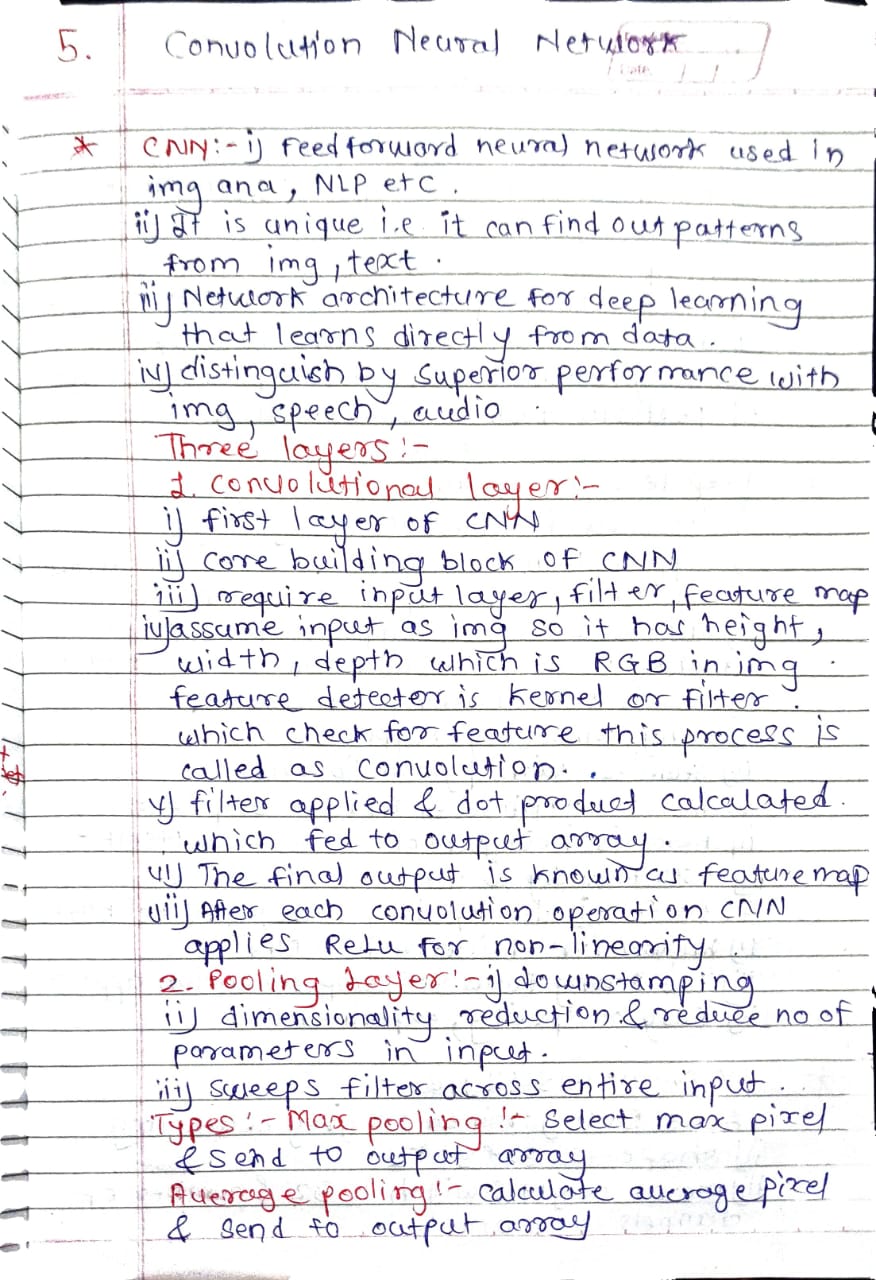 5. Convolution Neural Network
* CNN:- i) Feedforward neural network used in
img ana, NLP etc.
ii) It is unique i.e it can find out patterns
from img, text.
iii) Network architecture for deep learning
that learns directly from data.
iv) distinguish by superior performance with
img, speech, audio
Three layers:-
1. Convolutional layer:-
i) first layer of CNN
ii) core building block of CNN
iii) require input layer, filter, feature map
iv) assume input as img so it has height,
width, depth which is RGB in img.
feature detector is kernel or filter.
which check for feature this process is
called as convolution.
v) filter applied & dot product calculated.
which fed to output array.
vi) The final output is known as feature map
vii) After each convolution operation CNN
applies ReLu for non-linearity.
2. Pooling Layer:- i) downstamping
ii) dimensionality reduction & reduce no of
parameters in input.
iii) sweeps filter across entire input.
Types:- Max pooling:- Select max pixel
& send to output array
Average pooling:- calculate average pixel
& send to output array